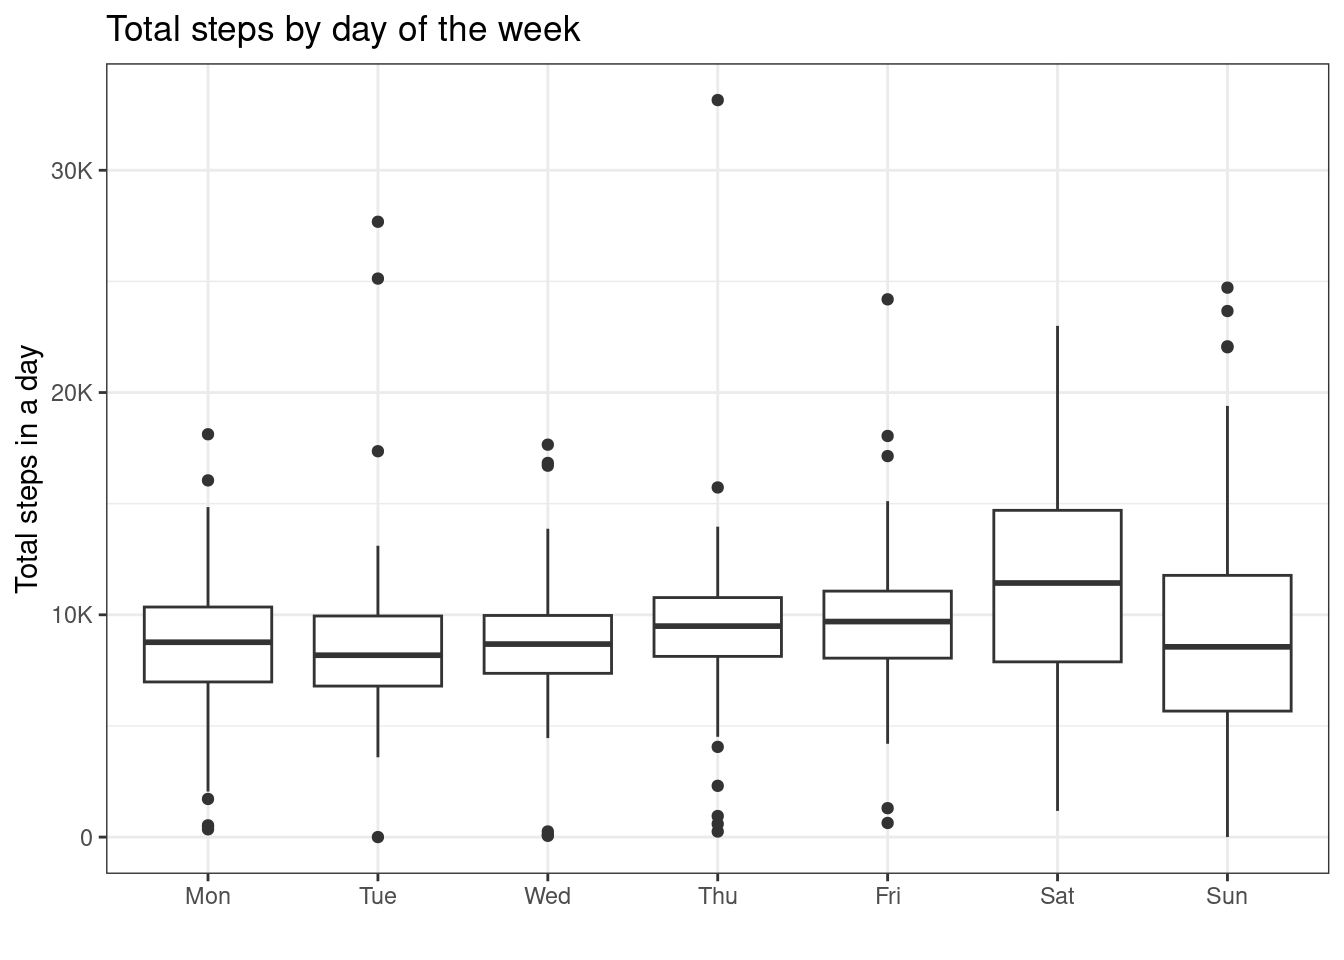 Total steps by day of the week
Total steps in a day
30K
20K
10K
0
Mon Tue Wed Thu Fri Sat Sun